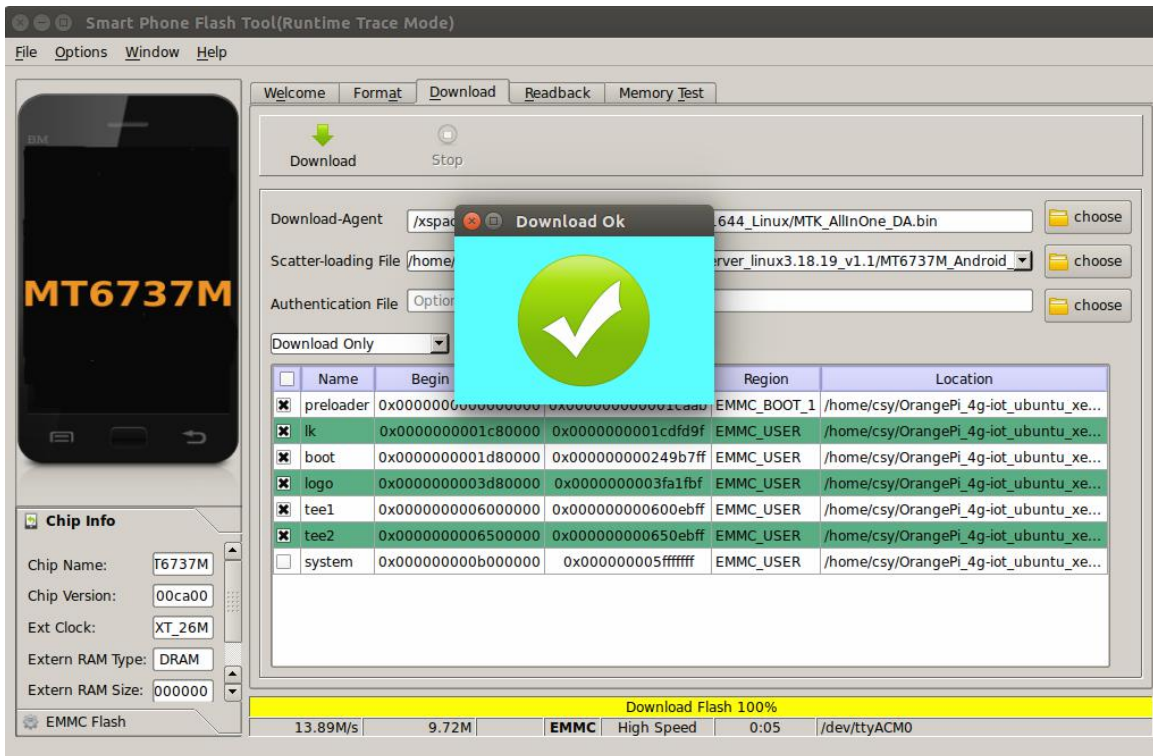 Smart Phone Flash Tool(Runtime Trace Mode)
File Options Window Help
BM
MT6737M
Welcome Format Download Readback Memory Test
Download Stop
Download-Agent /xspac .644_Linux/MTK_AllInOne_DA.bin choose
Download Ok
Scatter-loading File /home/ erver_linux3.18.19_v1.1/MT6737M_Android_ choose
Authentication File Option choose
Download Only
Name Begin Region Location
preloader 0x0000000000000000 0x000000000001caab EMMC_BOOT_1 /home/csy/OrangePi_4g-iot_ubuntu_xe...
lk 0x0000000001c80000 0x0000000001cdfd9f EMMC_USER /home/csy/OrangePi_4g-iot_ubuntu_xe...
boot 0x0000000001d80000 0x000000000249b7ff EMMC_USER /home/csy/OrangePi_4g-iot_ubuntu_xe...
logo 0x0000000003d80000 0x0000000003fa1fbf EMMC_USER /home/csy/OrangePi_4g-iot_ubuntu_xe...
tee1 0x0000000006000000 0x000000000600ebff EMMC_USER /home/csy/OrangePi_4g-iot_ubuntu_xe...
tee2 0x0000000006500000 0x000000000650ebff EMMC_USER /home/csy/OrangePi_4g-iot_ubuntu_xe...
system 0x000000000b000000 0x000000005fffffff EMMC_USER /home/csy/OrangePi_4g-iot_ubuntu_xe...
Chip Info
Chip Name: T6737M
Chip Version: 00ca00
Ext Clock: XT_26M
Extern RAM Type: DRAM
Extern RAM Size: 000000
EMMC Flash
Download Flash 100%
13.89M/s 9.72M EMMC High Speed 0:05 /dev/ttyACM0